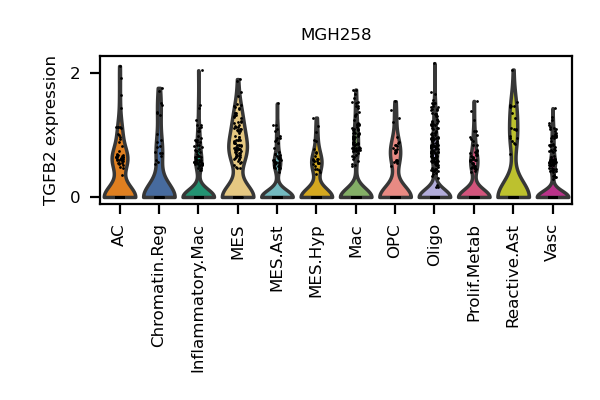 MGH258
TGFB2 expression
2
0
AC
Chromatin.Reg
Inflammatory.Mac
MES
MES.Ast
MES.Hyp
Mac
OPC
Oligo
Prolif.Metab
Reactive.Ast
Vasc